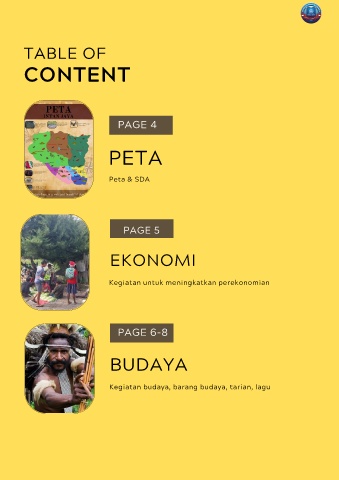 TABLE OF
CONTENT
PETA
PAGE 4
PETA
Peta & SDA
PAGE 5
EKONOMI
Kegiatan untuk meningkatkan perekonomian
PAGE 6-8
BUDAYA
Kegiatan budaya, barang budaya, tarian, lagu